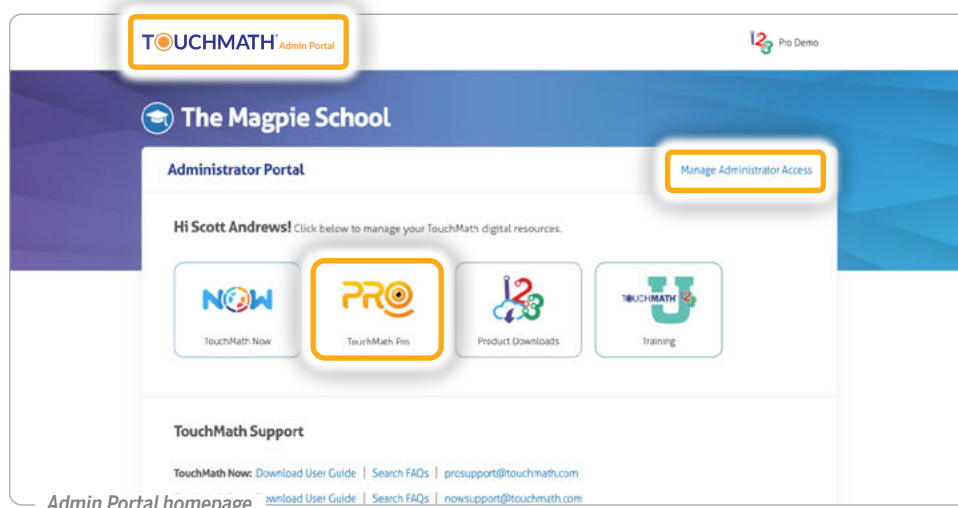 TOUCHMATH Admin Portal
123 Pro Demo
The Magpie School
Administrator Portal
Manage Administrator Access
Hi Scott Andrews! Click below to manage your TouchMath digital resources.
NOW
PRO
123
TOUCHMATH 123
U
TouchMath Now
TouchMath Pro
Product Downloads
Training
TouchMath Support
TouchMath Now: Download User Guide | Search FAQs | prosupport@touchmath.com
Download User Guide | Search FAQs | nowsupport@touchmath.com
Admin Portal homepage